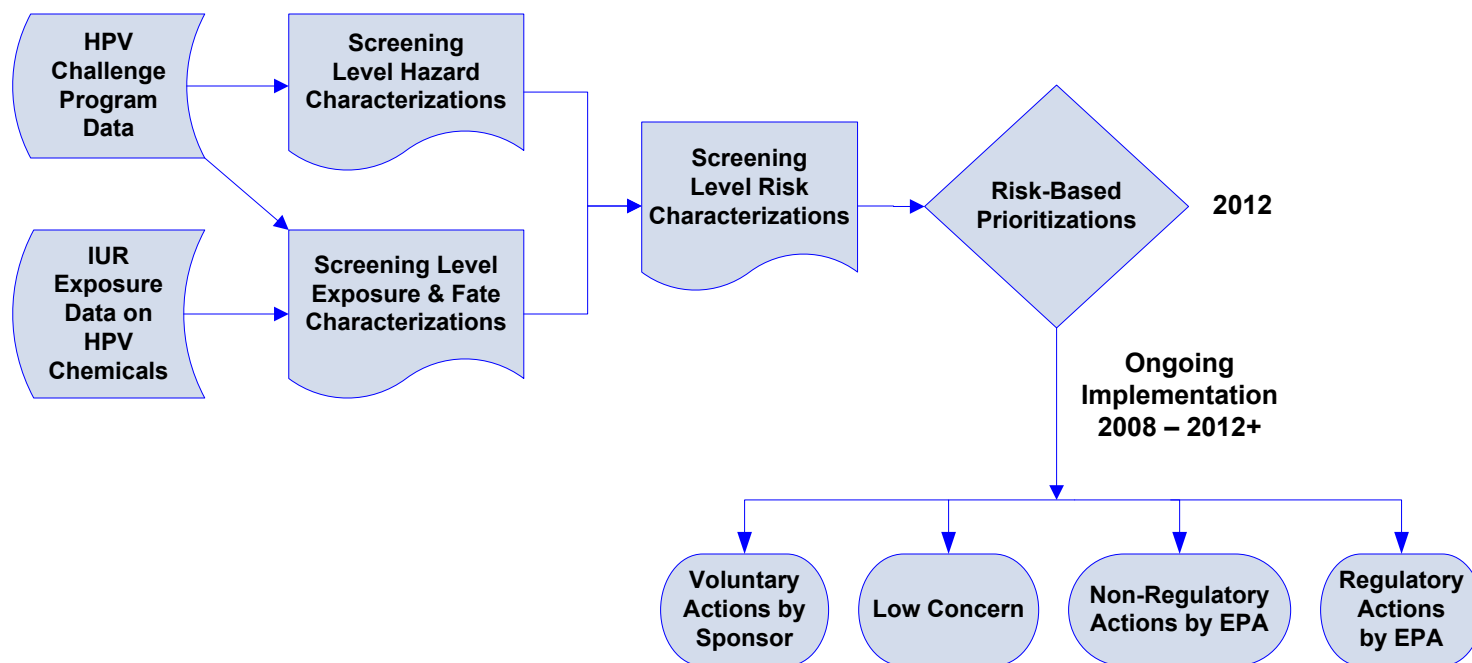 HPV
Challenge
Program
Data
Screening
Level Hazard
Characterizations
IUR
Exposure
Data on
HPV
Chemicals
Screening Level
Exposure & Fate
Characterizations
Screening
Level Risk
Characterizations
Risk-Based
Prioritizations
2012
Ongoing
Implementation
2008 – 2012+
Voluntary
Actions by
Sponsor
Low Concern
Non-Regulatory
Actions by EPA
Regulatory
Actions
by EPA